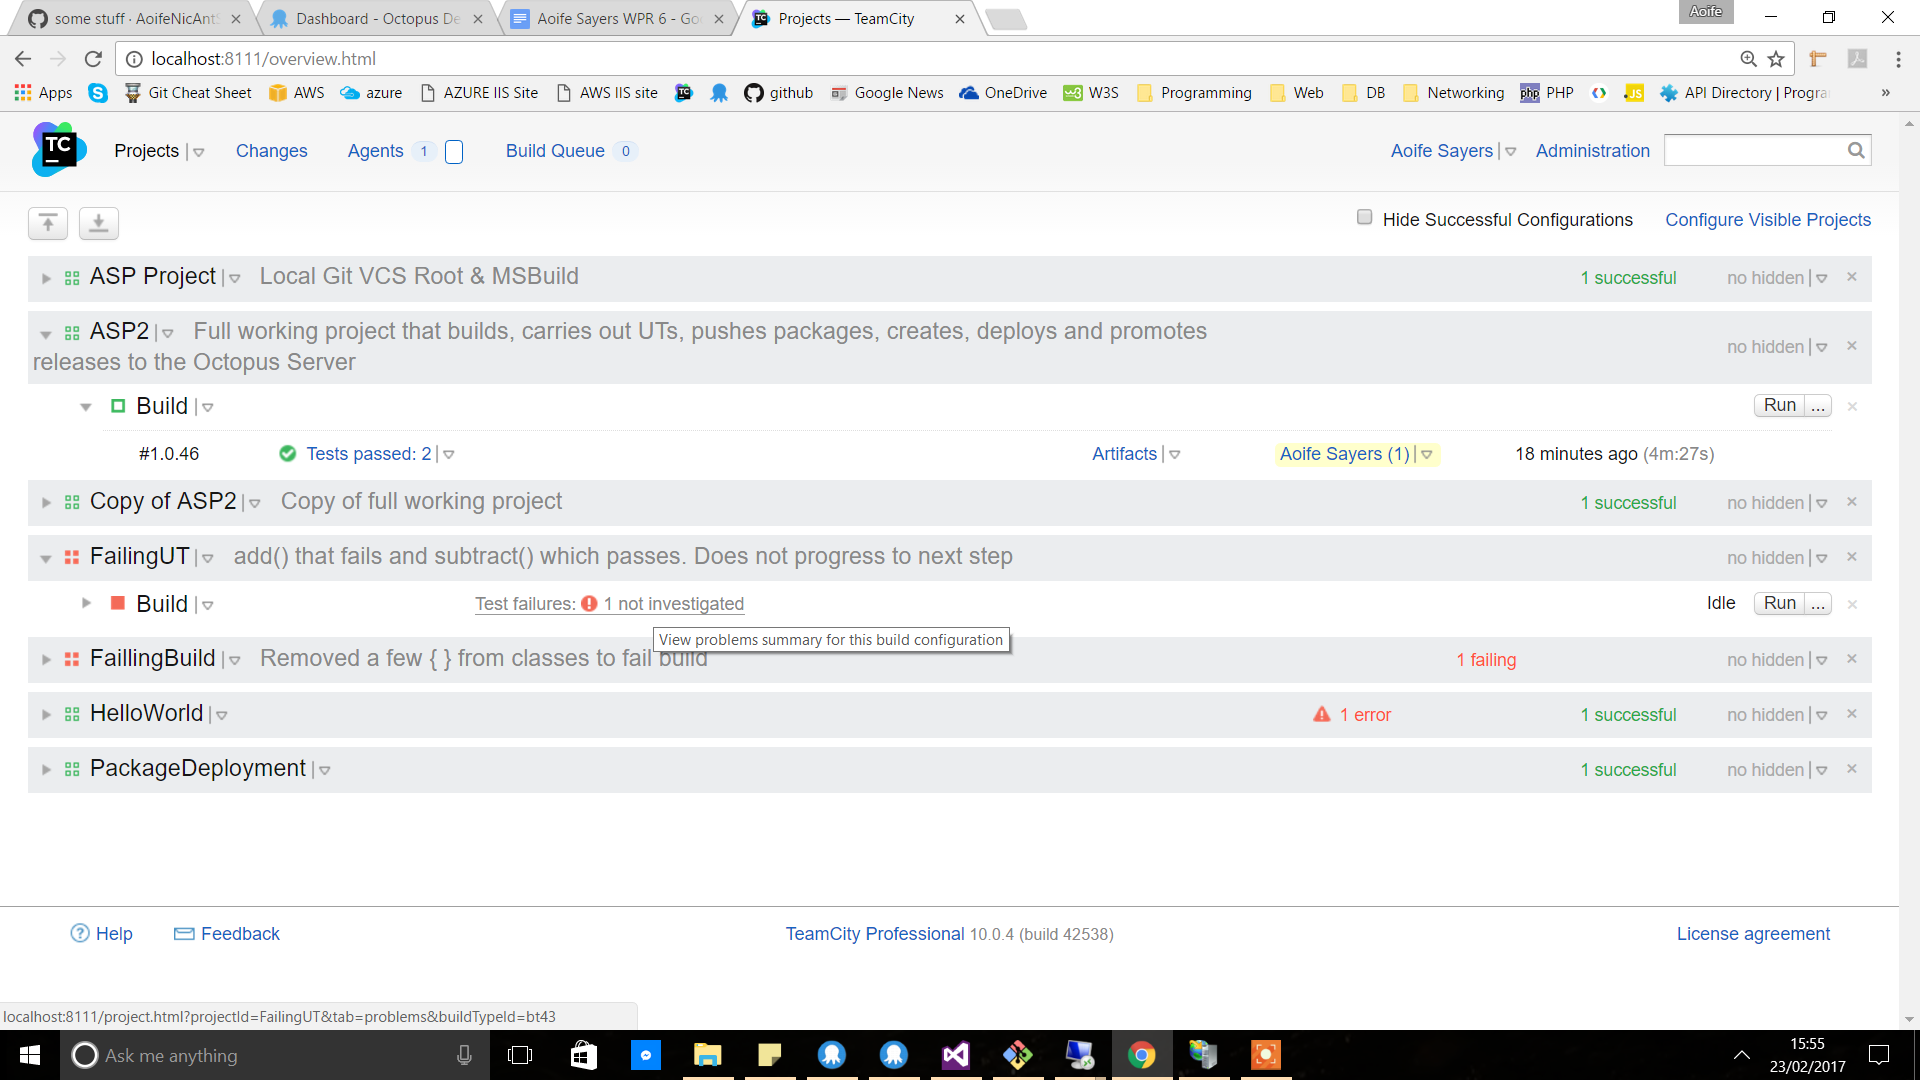 some stuff · AoifeNicAntS
Dashboard - Octopus De
Aoife Sayers WPR 6 - Goo
Projects — TeamCity
Aoife
localhost:8111/overview.html
Apps
Git Cheat Sheet
AWS
azure
AZURE IIS Site
AWS IIS site
github
Google News
OneDrive
W3S
Programming
Web
DB
Networking
php PHP
JS
API Directory | Progra
»
TC
Projects
Changes
Agents 1
Build Queue 0
Aoife Sayers
Administration
Hide Successful Configurations
Configure Visible Projects
ASP Project Local Git VCS Root & MSBuild 1 successful no hidden
ASP2 Full working project that builds, carries out UTs, pushes packages, creates, deploys and promotes
releases to the Octopus Server no hidden
Build Run ...
#1.0.46 Tests passed: 2 Artifacts Aoife Sayers (1) 18 minutes ago (4m:27s)
Copy of ASP2 Copy of full working project 1 successful no hidden
FailingUT add() that fails and subtract() which passes. Does not progress to next step no hidden
Build Test failures: 1 not investigated Idle Run ...
View problems summary for this build configuration
FaillingBuild Removed a few { } from classes to fail build 1 failing no hidden
HelloWorld 1 error 1 successful no hidden
PackageDeployment 1 successful no hidden
Help
Feedback
TeamCity Professional 10.0.4 (build 42538)
License agreement
localhost:8111/project.html?projectId=FailingUT&tab=problems&buildTypeId=bt43
Ask me anything
15:55
23/02/2017